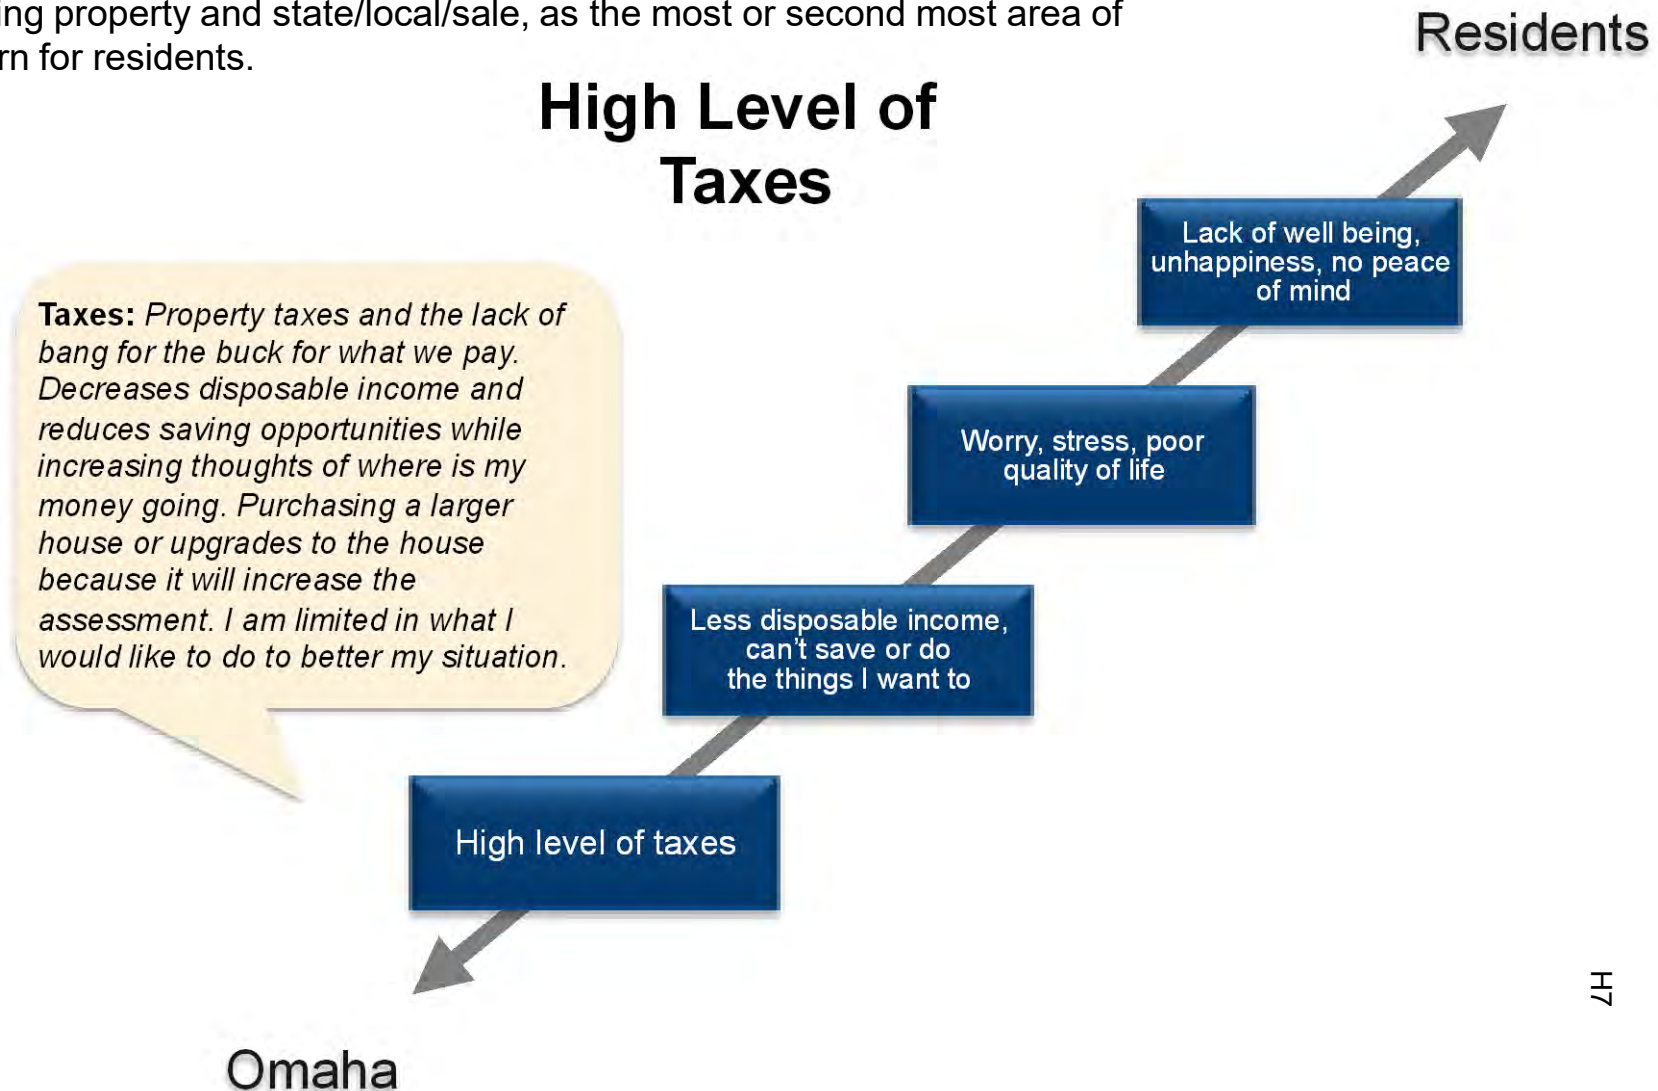 ing property and state/local/sale, as the most or second most area of
rn for residents.
Residents
High Level of
Taxes
Lack of well being,
unhappiness, no peace
of mind
Taxes: Property taxes and the lack of
bang for the buck for what we pay.
Decreases disposable income and
reduces saving opportunities while
increasing thoughts of where is my
money going. Purchasing a larger
house or upgrades to the house
because it will increase the
assessment. I am limited in what I
would like to do to better my situation.
Worry, stress, poor
quality of life
Less disposable income,
can't save or do
the things I want to
High level of taxes
H7
Omaha